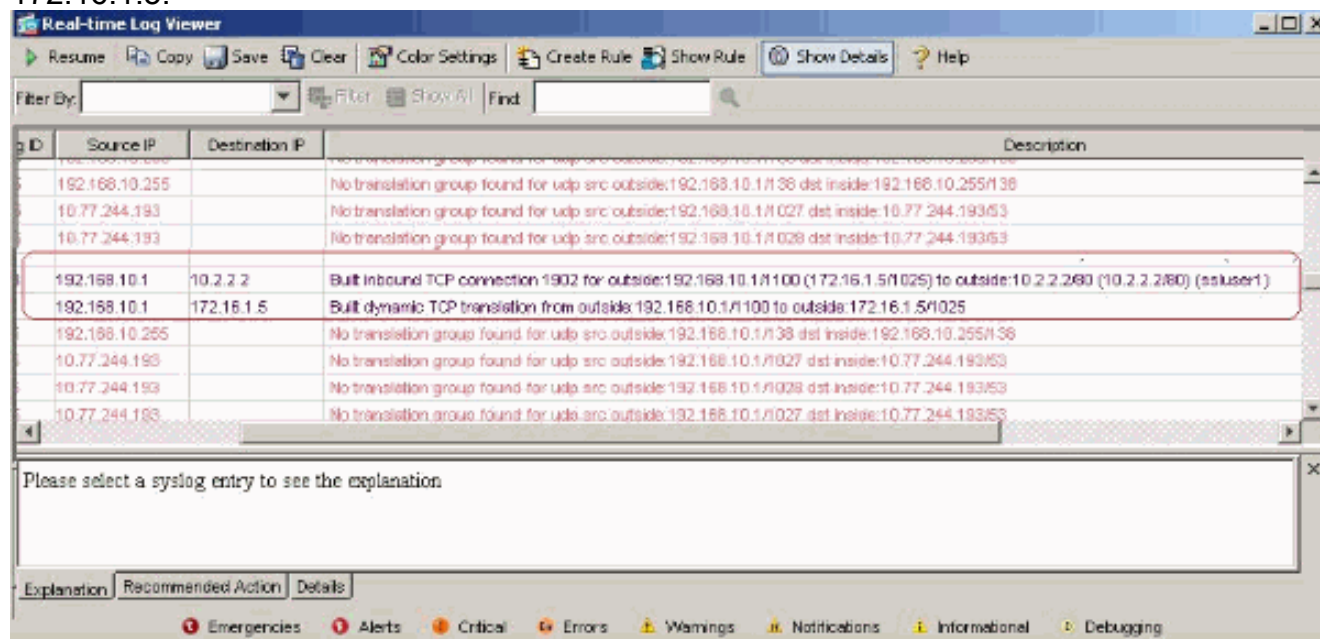 172.16.1.5.
Real-time Log Viewer
Resume Copy Save Clear Color Settings Create Rule Show Rule Show Details Help
Filter By: Filter Show All Find:
g ID Source IP Destination IP Description
192.168.10.255 No translation group found for udp src outside:192.168.10.1/138 dst inside:192.168.10.255/138
10.77.244.193 No translation group found for udp src outside:192.168.10.1/1027 dst inside:10.77.244.193/53
10.77.244.193 No translation group found for udp src outside:192.168.10.1/1028 dst inside:10.77.244.193/53
192.168.10.1 10.2.2.2 Built inbound TCP connection 1902 for outside:192.168.10.1/1100 (172.16.1.5/1025) to outside:10.2.2.2/80 (10.2.2.2/80) (ssluser1)
192.168.10.1 172.16.1.5 Built dynamic TCP translation from outside:192.168.10.1/1100 to outside:172.16.1.5/1025
192.168.10.255 No translation group found for udp src outside:192.168.10.1/138 dst inside:192.168.10.255/138
10.77.244.193 No translation group found for udp src outside:192.168.10.1/1027 dst inside:10.77.244.193/53
10.77.244.193 No translation group found for udp src outside:192.168.10.1/1028 dst inside:10.77.244.193/53
10.77.244.193 No translation group found for udp src outside:192.168.10.1/1027 dst inside:10.77.244.193/53
Please select a syslog entry to see the explanation
Explanation Recommended Action Details
Emergencies Alerts Critical Errors Warnings Notifications Informational Debugging